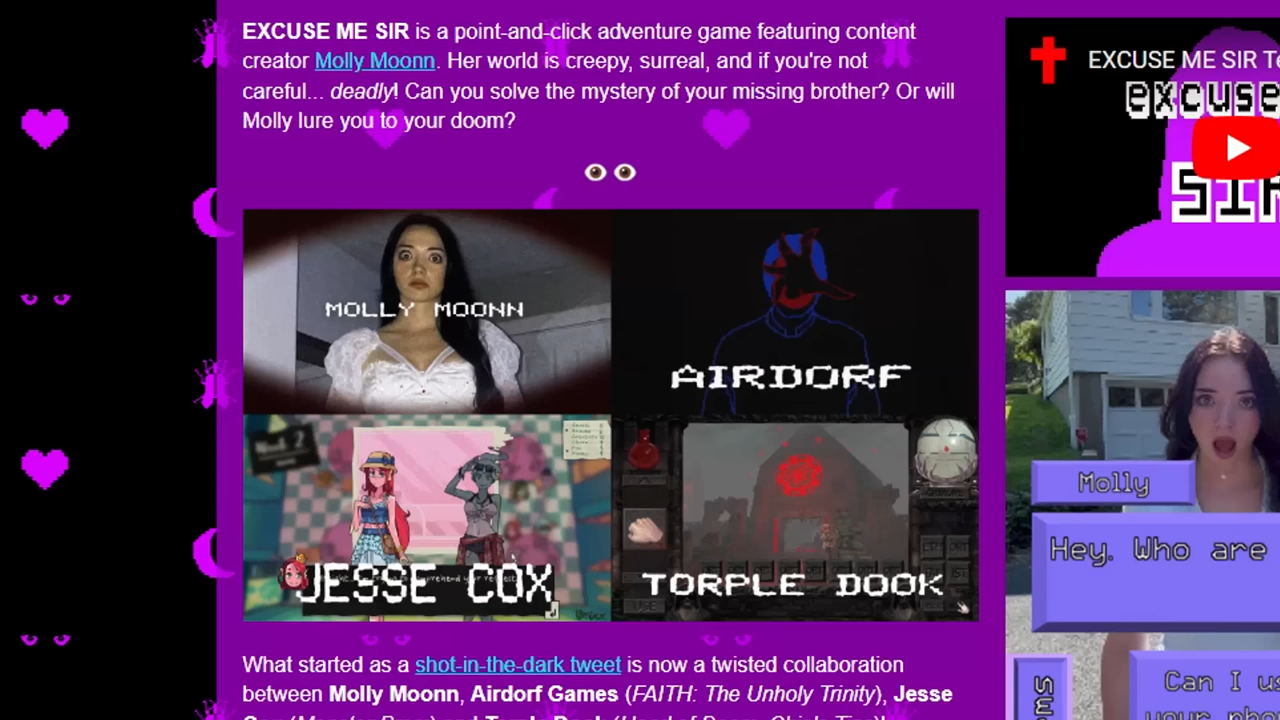 EXCUSE ME SIR is a point-and-click adventure game featuring content
creator Molly Moonn. Her world is creepy, surreal, and if you're not
careful... deadly! Can you solve the mystery of your missing brother? Or will
Molly lure you to your doom?
MOLLY MOONN
AIRDORF
JESSE COX
TORPLE DOOK
What started as a shot-in-the-dark tweet is now a twisted collaboration
between Molly Moonn, Airdorf Games (FAITH: The Unholy Trinity), Jesse
EXCUSE ME SIR Te
excuse
SIR
Molly
Hey. Who are
Can I us
your pho